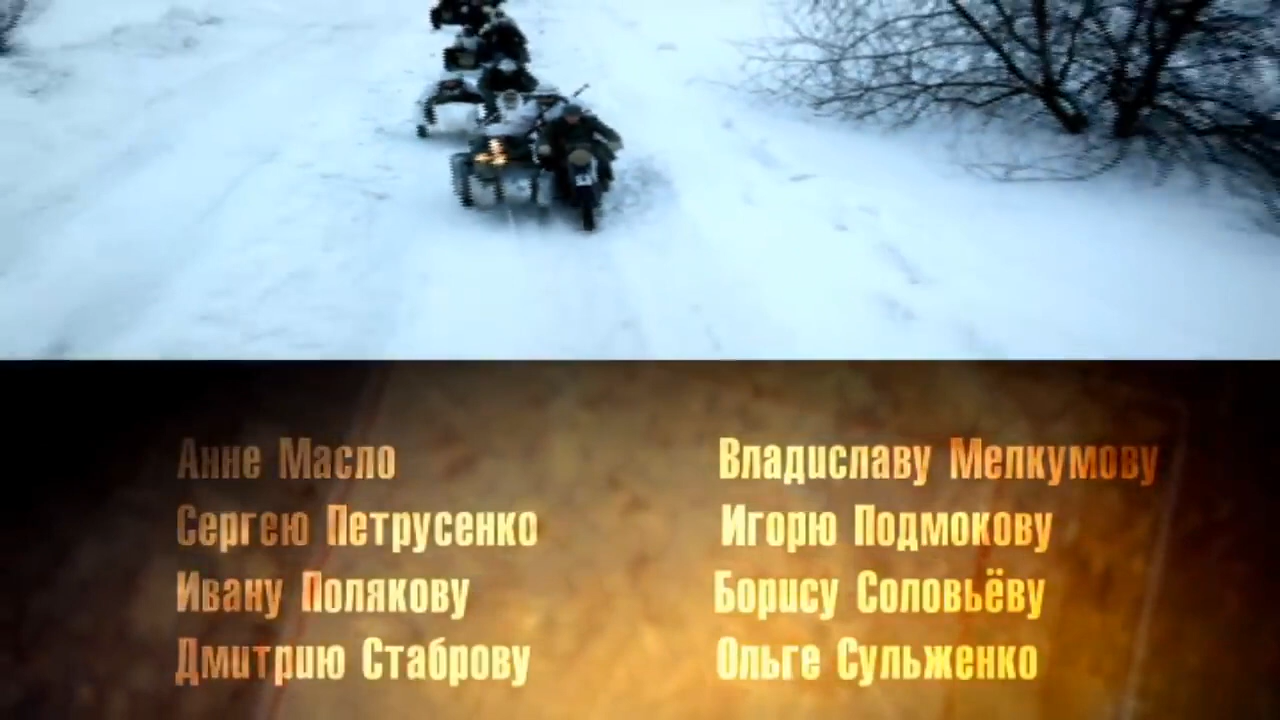 Анне Масло
Сергею Петрусенко
Ивану Полякову
Дмитрию Стаброву
Владиславу Мелкумову
Игорю Подмокову
Борису Соловьёву
Ольге Сульженко